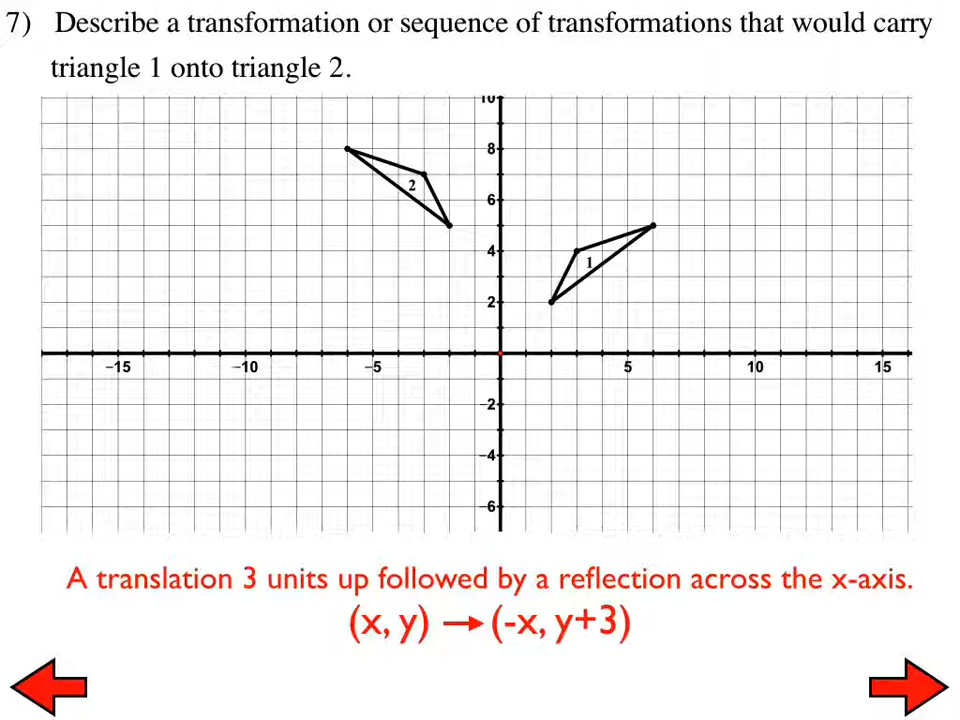 7) Describe a transformation or sequence of transformations that would carry
triangle 1 onto triangle 2.
10
8
2
6
4
1
2
−15 −10 −5 5 10 15
−2
−4
−6
A translation 3 units up followed by a reflection across the x-axis.
(x, y) → (-x, y+3)